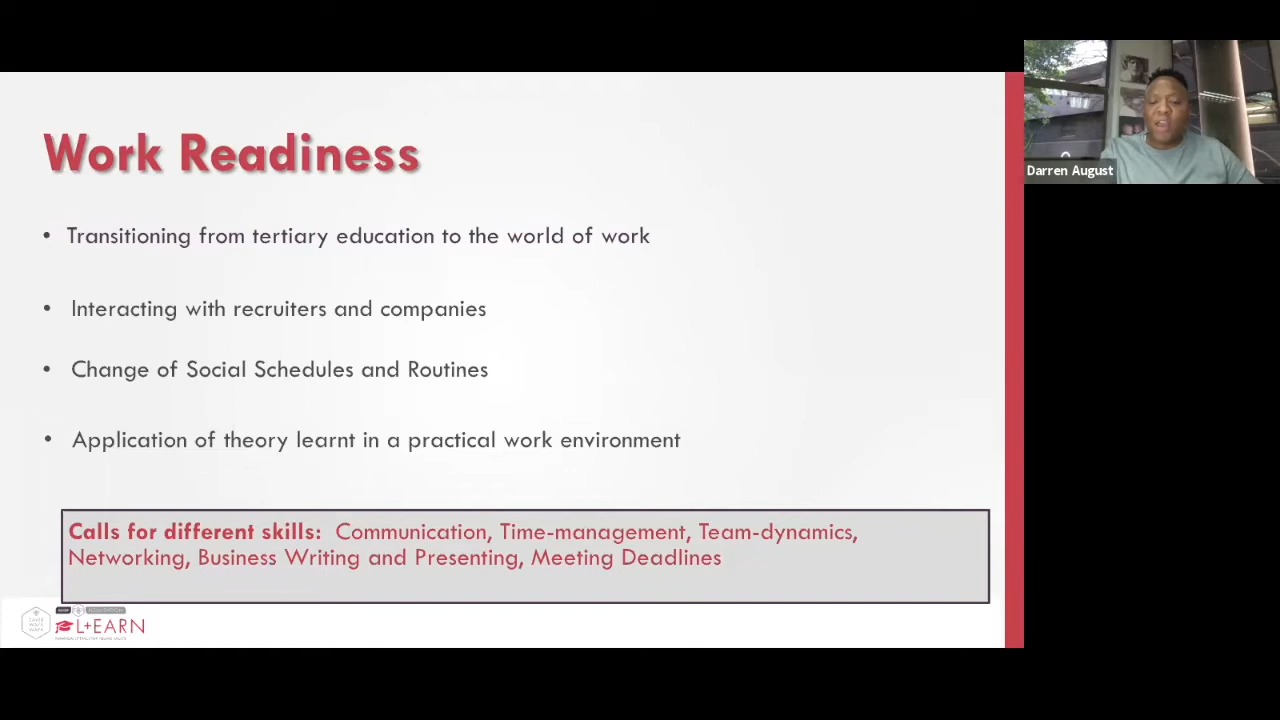 Work Readiness
• Transitioning from tertiary education to the world of work
• Interacting with recruiters and companies
• Change of Social Schedules and Routines
• Application of theory learnt in a practical work environment
Calls for different skills: Communication, Time-management, Team-dynamics,
Networking, Business Writing and Presenting, Meeting Deadlines
L+EARN
Darren August